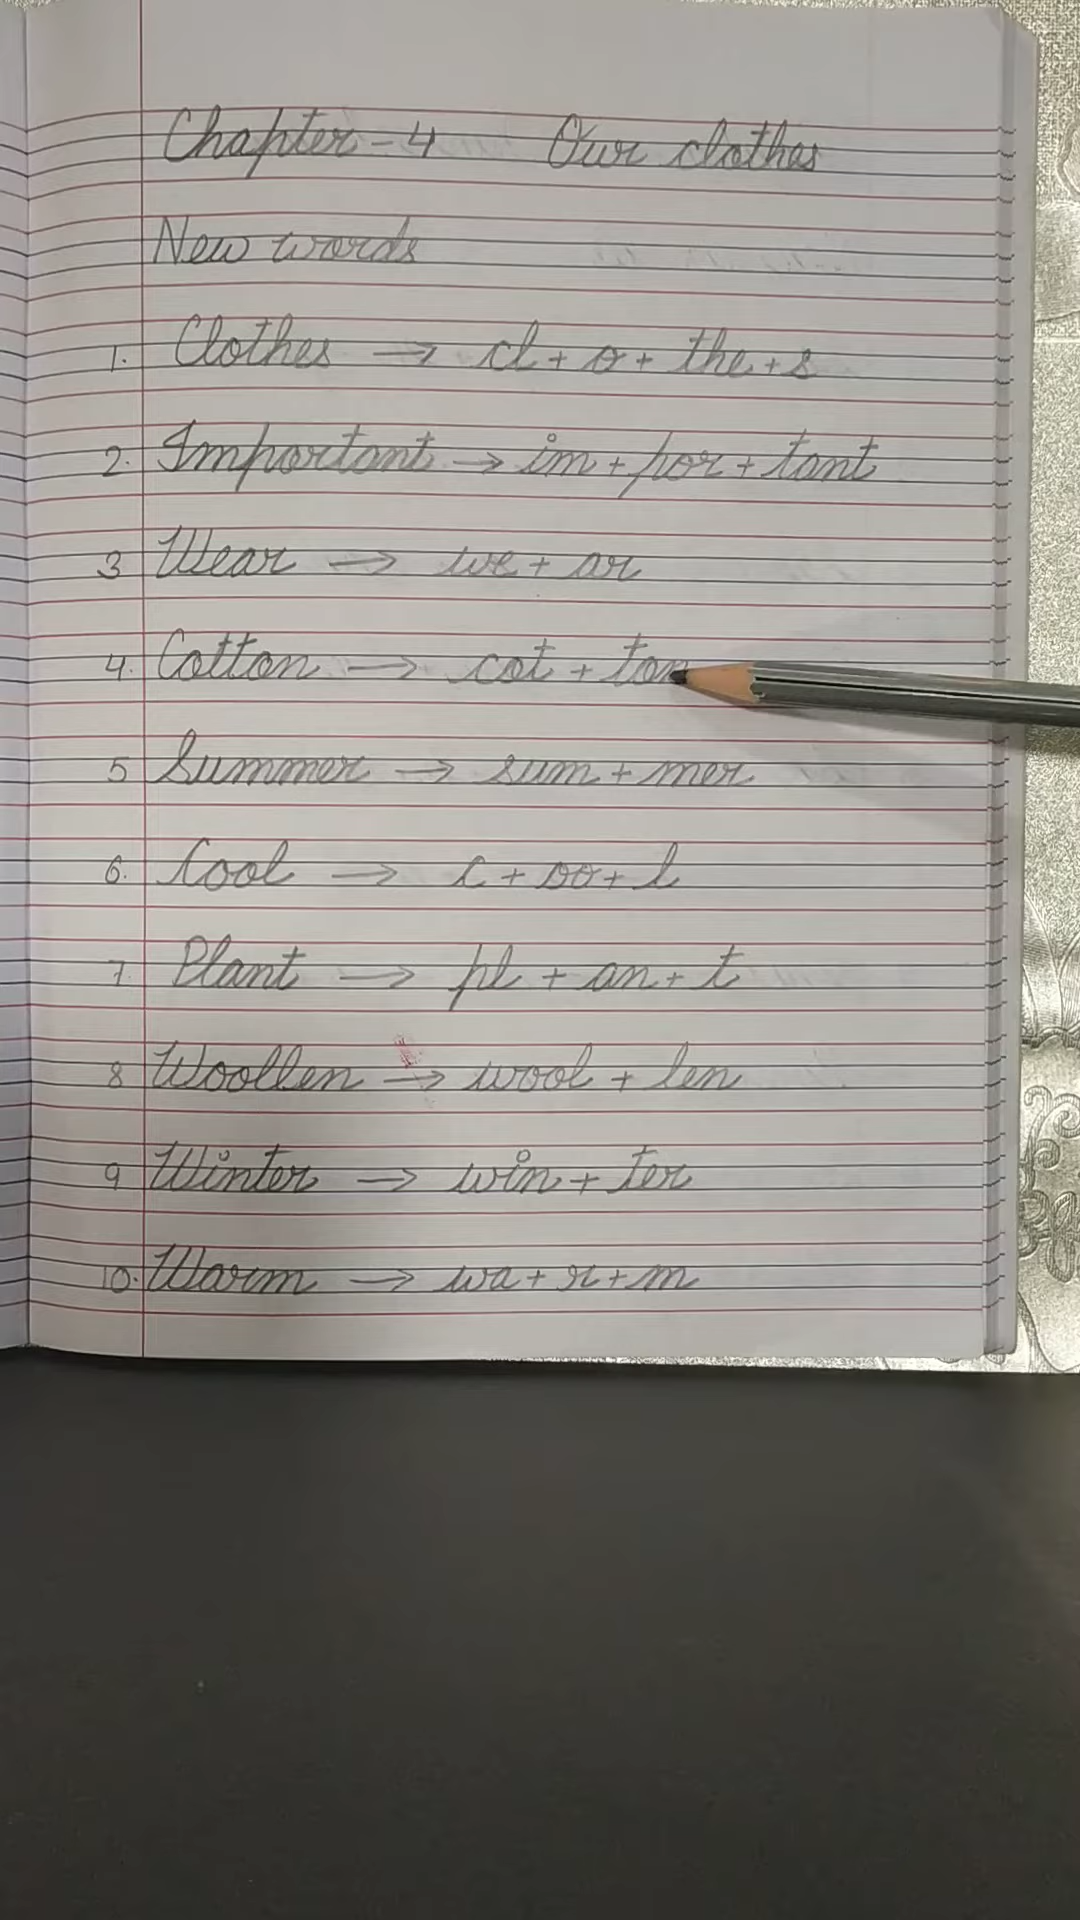 Chapter - 4 Our clothes
New words
1. Clothes → cl + o + the + s
2. Important → im + por + tant
3 Wear → we + ar
4. Cotton → cot + ton
5 Summer → sum + mer
6. Cool → c + oo + l
7. Plant → pl + an + t
8 Woollen → wool + len
9 Winter → win + ter
10. Warm → wa + r + m